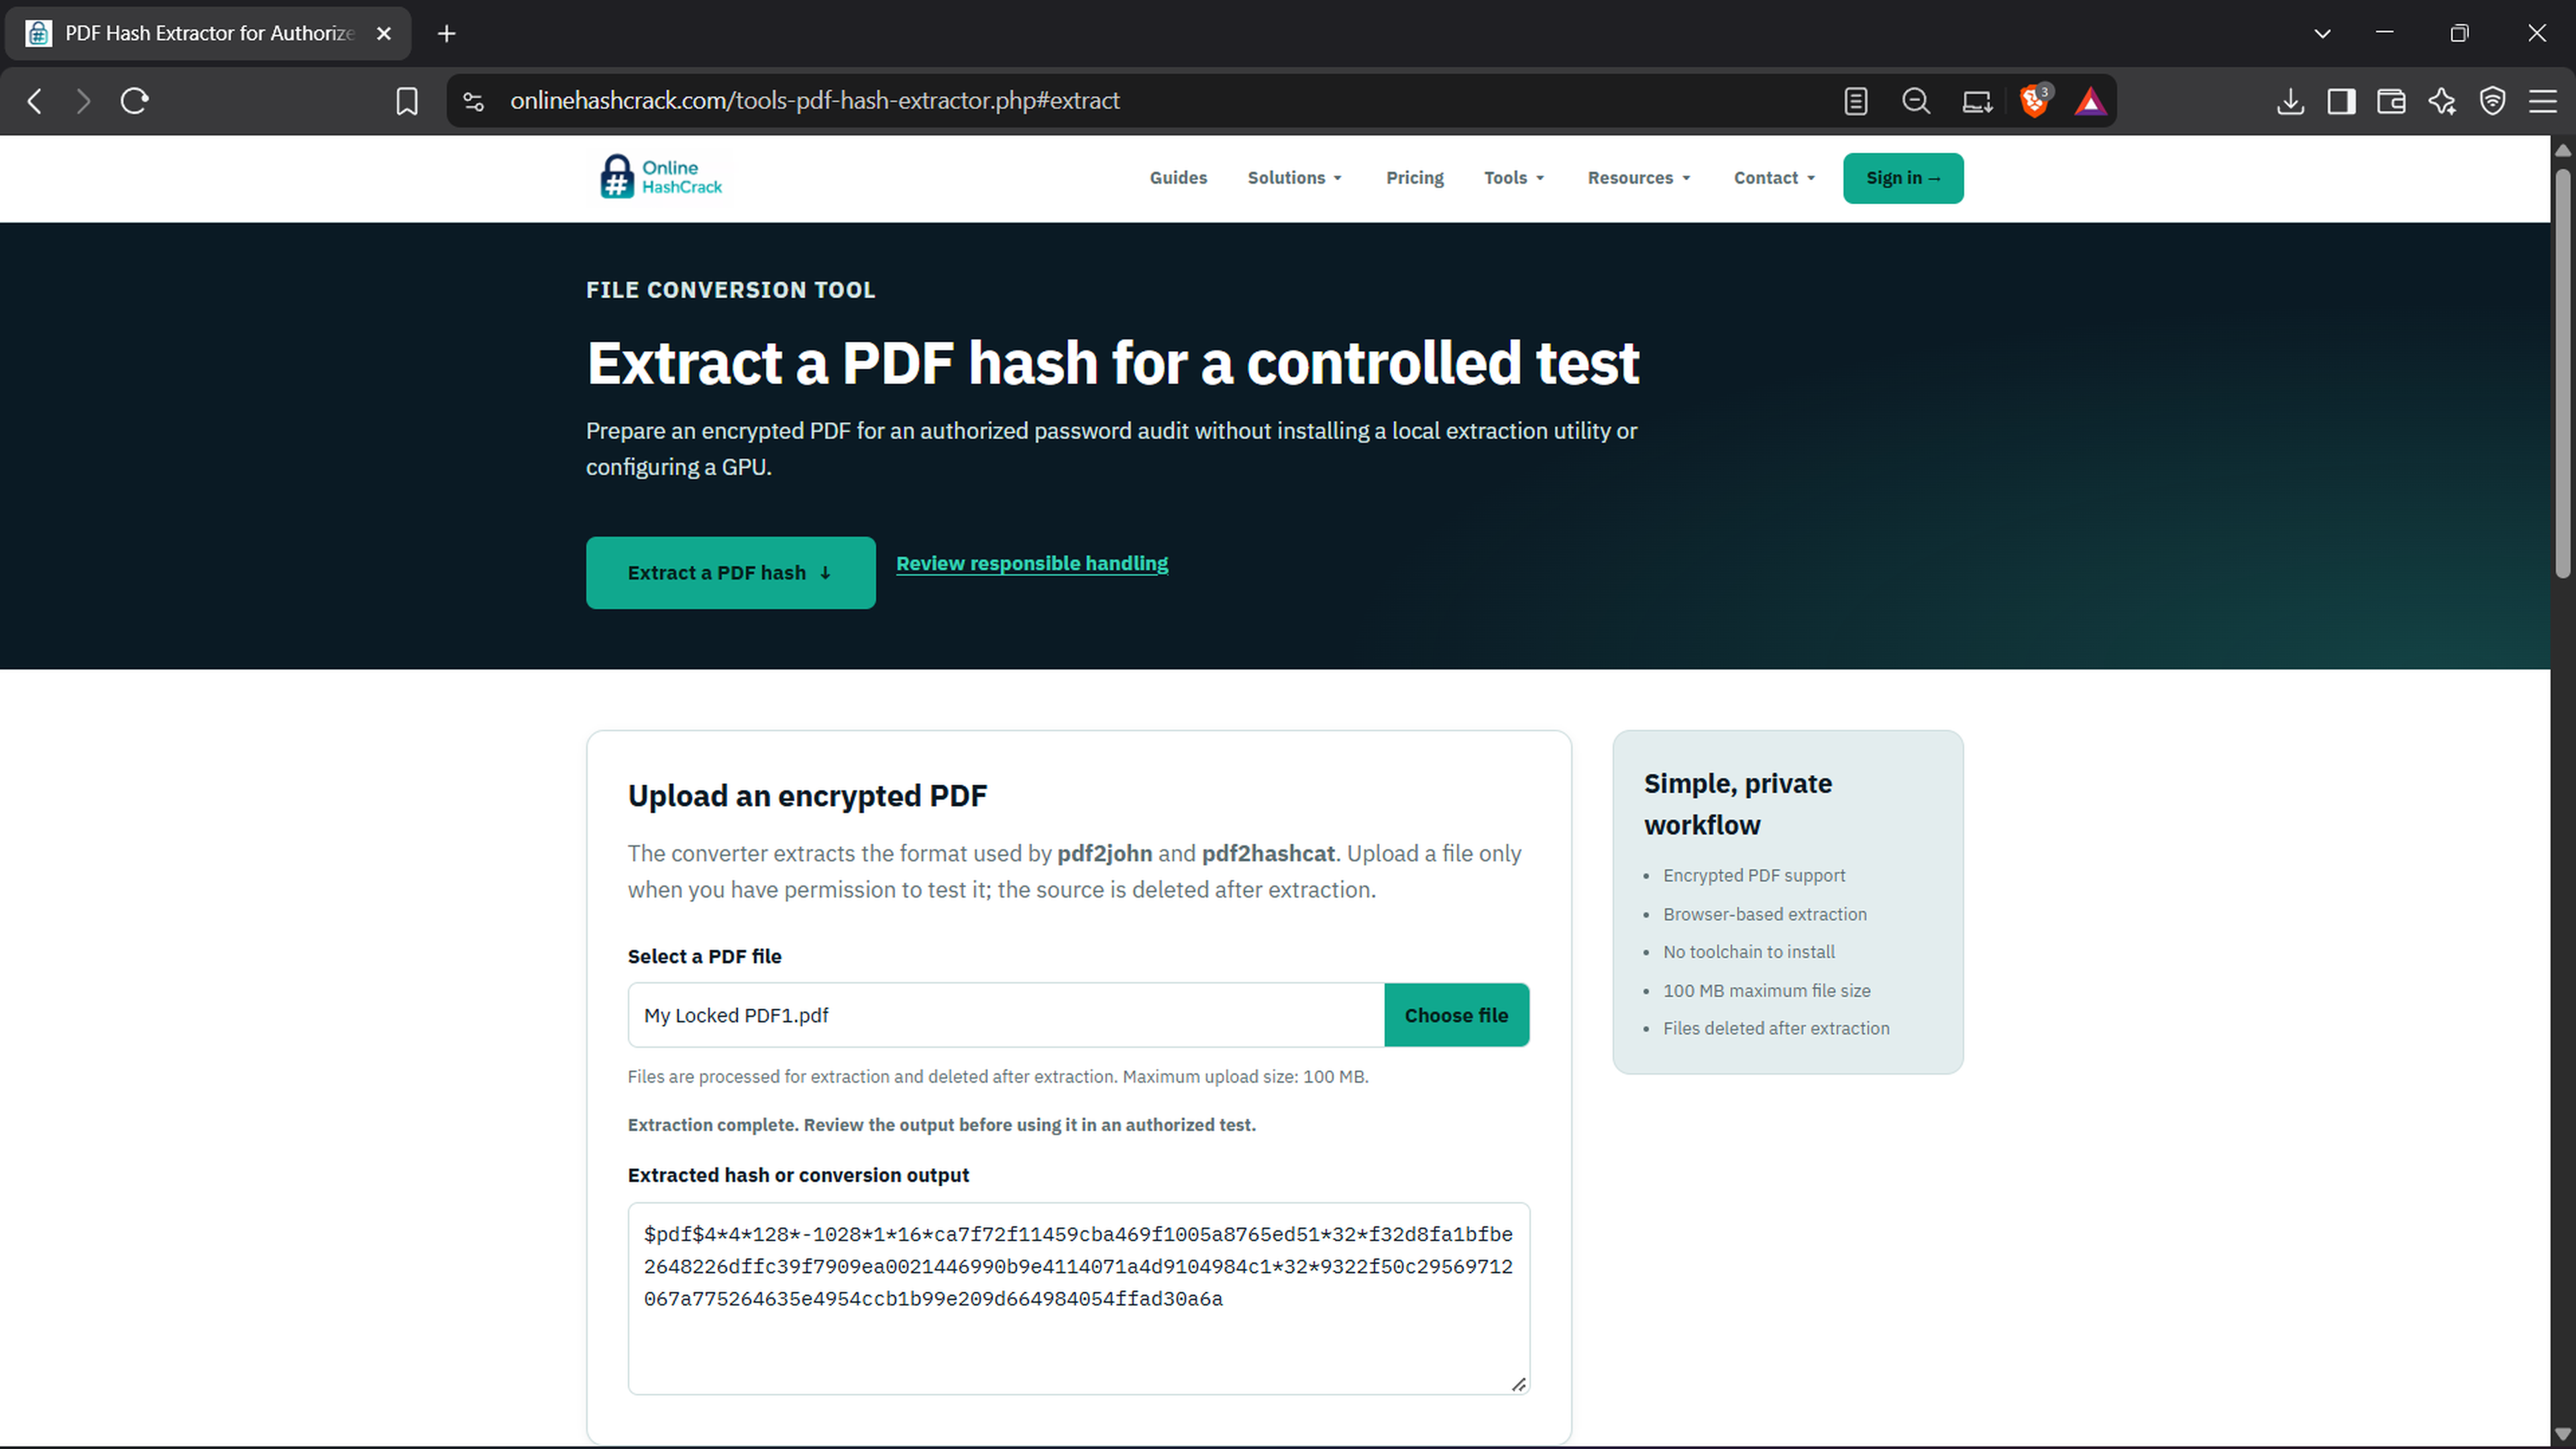 PDF Hash Extractor for Authorize
onlinehashcrack.com/tools-pdf-hash-extractor.php#extract
3
Online
HashCrack
#
Guides
Solutions
Pricing
Tools
Resources
Contact
Sign in →
FILE CONVERSION TOOL
Extract a PDF hash for a controlled test
Prepare an encrypted PDF for an authorized password audit without installing a local extraction utility or
configuring a GPU.
Extract a PDF hash ↓
Review responsible handling
Upload an encrypted PDF
The converter extracts the format used by pdf2john and pdf2hashcat. Upload a file only
when you have permission to test it; the source is deleted after extraction.
Select a PDF file
My Locked PDF1.pdf
Choose file
Files are processed for extraction and deleted after extraction. Maximum upload size: 100 MB.
Extraction complete. Review the output before using it in an authorized test.
Extracted hash or conversion output
$pdf$4*4*128*-1028*1*16*ca7f72f11459cba469f1005a8765ed51*32*f32d8fa1bfbe
2648226dffc39f7909ea0021446990b9e4114071a4d9104984c1*32*9322f50c29569712
067a775264635e4954ccb1b99e209d664984054ffad30a6a
Simple, private
workflow
• Encrypted PDF support
• Browser-based extraction
• No toolchain to install
• 100 MB maximum file size
• Files deleted after extraction